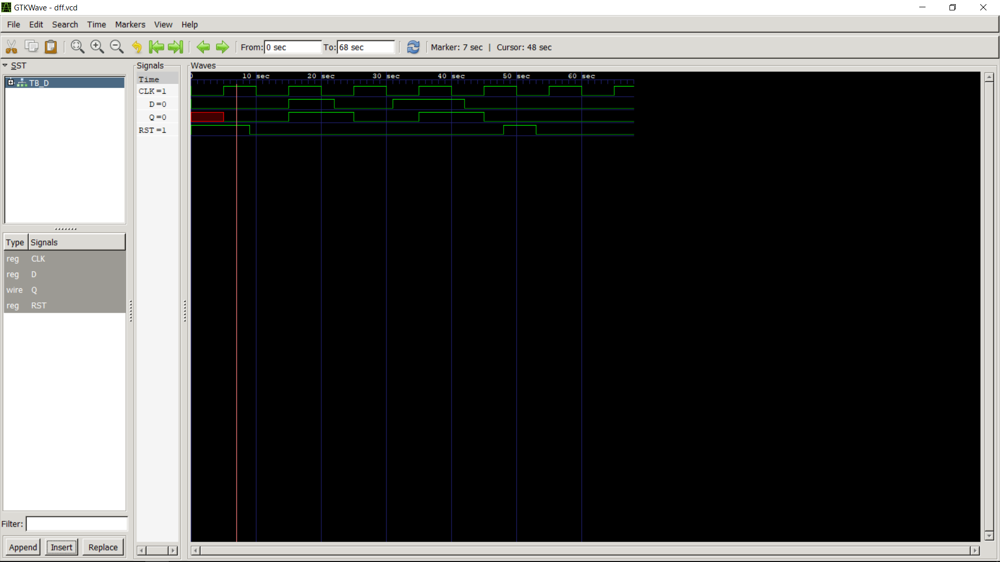 GTKWave - dff.vcd
File Edit Search Time Markers View Help
From: 0 sec To: 68 sec Marker: 7 sec | Cursor: 48 sec
SST
TB_D
Type Signals
reg CLK
reg D
wire Q
reg RST
Filter:
Append Insert Replace
Signals
Time
CLK =1
D =0
Q =0
RST =1
Waves
0 10 sec 20 sec 30 sec 40 sec 50 sec 60 sec